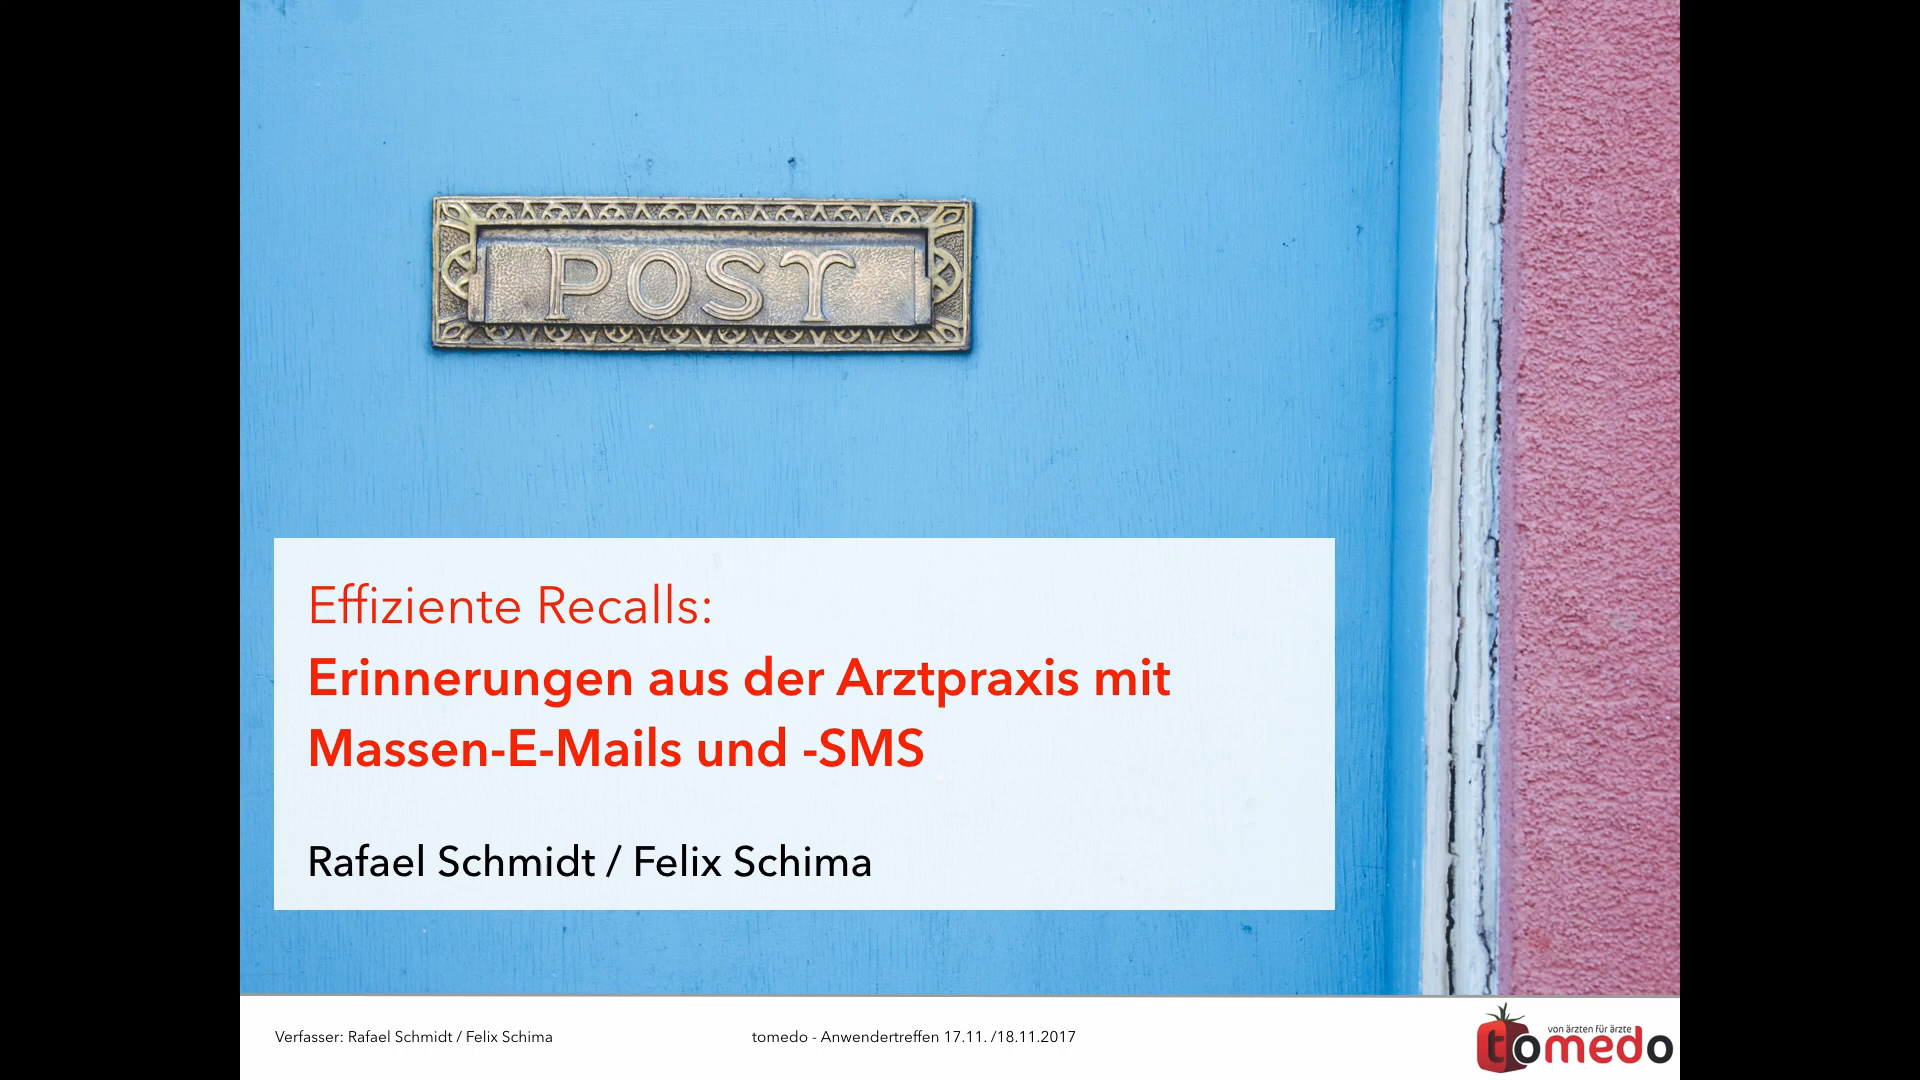 POST
Effiziente Recalls:
Erinnerungen aus der Arztpraxis mit
Massen-E-Mails und -SMS
Rafael Schmidt / Felix Schima
Verfasser: Rafael Schmidt / Felix Schima
tomedo - Anwendertreffen 17.11. /18.11.2017
von ärzten für ärzte
tomedo